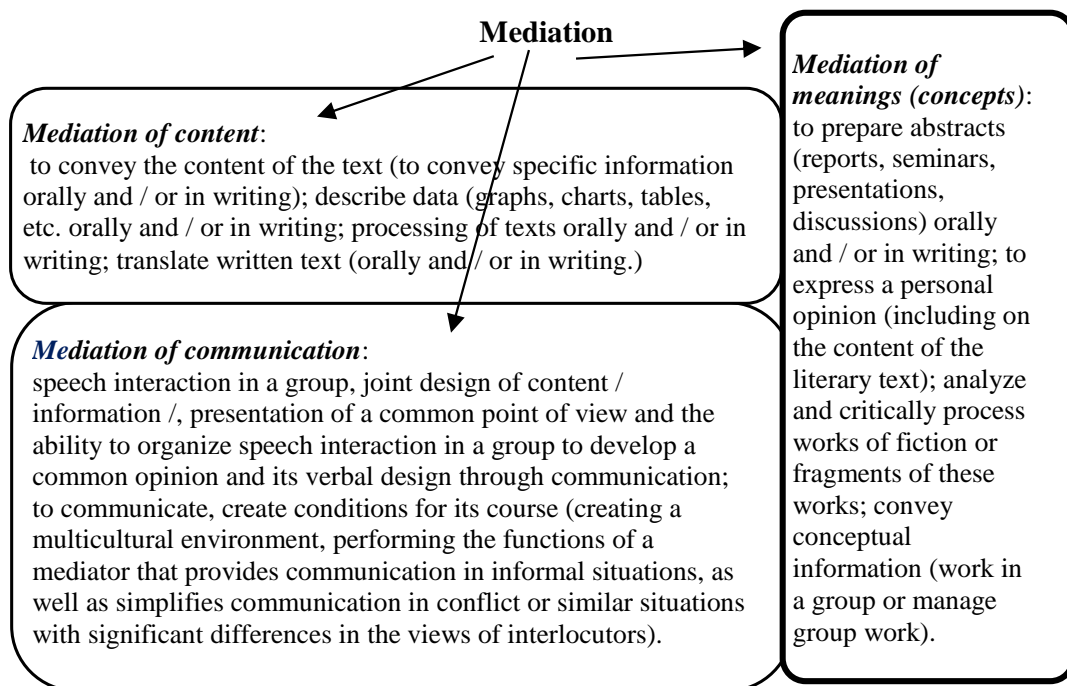 Mediation
Mediation of content:
to convey the content of the text (to convey specific information
orally and / or in writing); describe data (graphs, charts, tables,
etc. orally and / or in writing; processing of texts orally and / or in
writing; translate written text (orally and / or in writing.)
Mediation of communication:
speech interaction in a group, joint design of content /
information /, presentation of a common point of view and the
ability to organize speech interaction in a group to develop a
common opinion and its verbal design through communication;
to communicate, create conditions for its course (creating a
multicultural environment, performing the functions of a
mediator that provides communication in informal situations, as
well as simplifies communication in conflict or similar situations
with significant differences in the views of interlocutors).
Mediation of
meanings (concepts):
to prepare abstracts
(reports, seminars,
presentations,
discussions) orally
and / or in writing; to
express a personal
opinion (including on
the content of the
literary text); analyze
and critically process
works of fiction or
fragments of these
works; convey
conceptual
information (work in
a group or manage
group work).